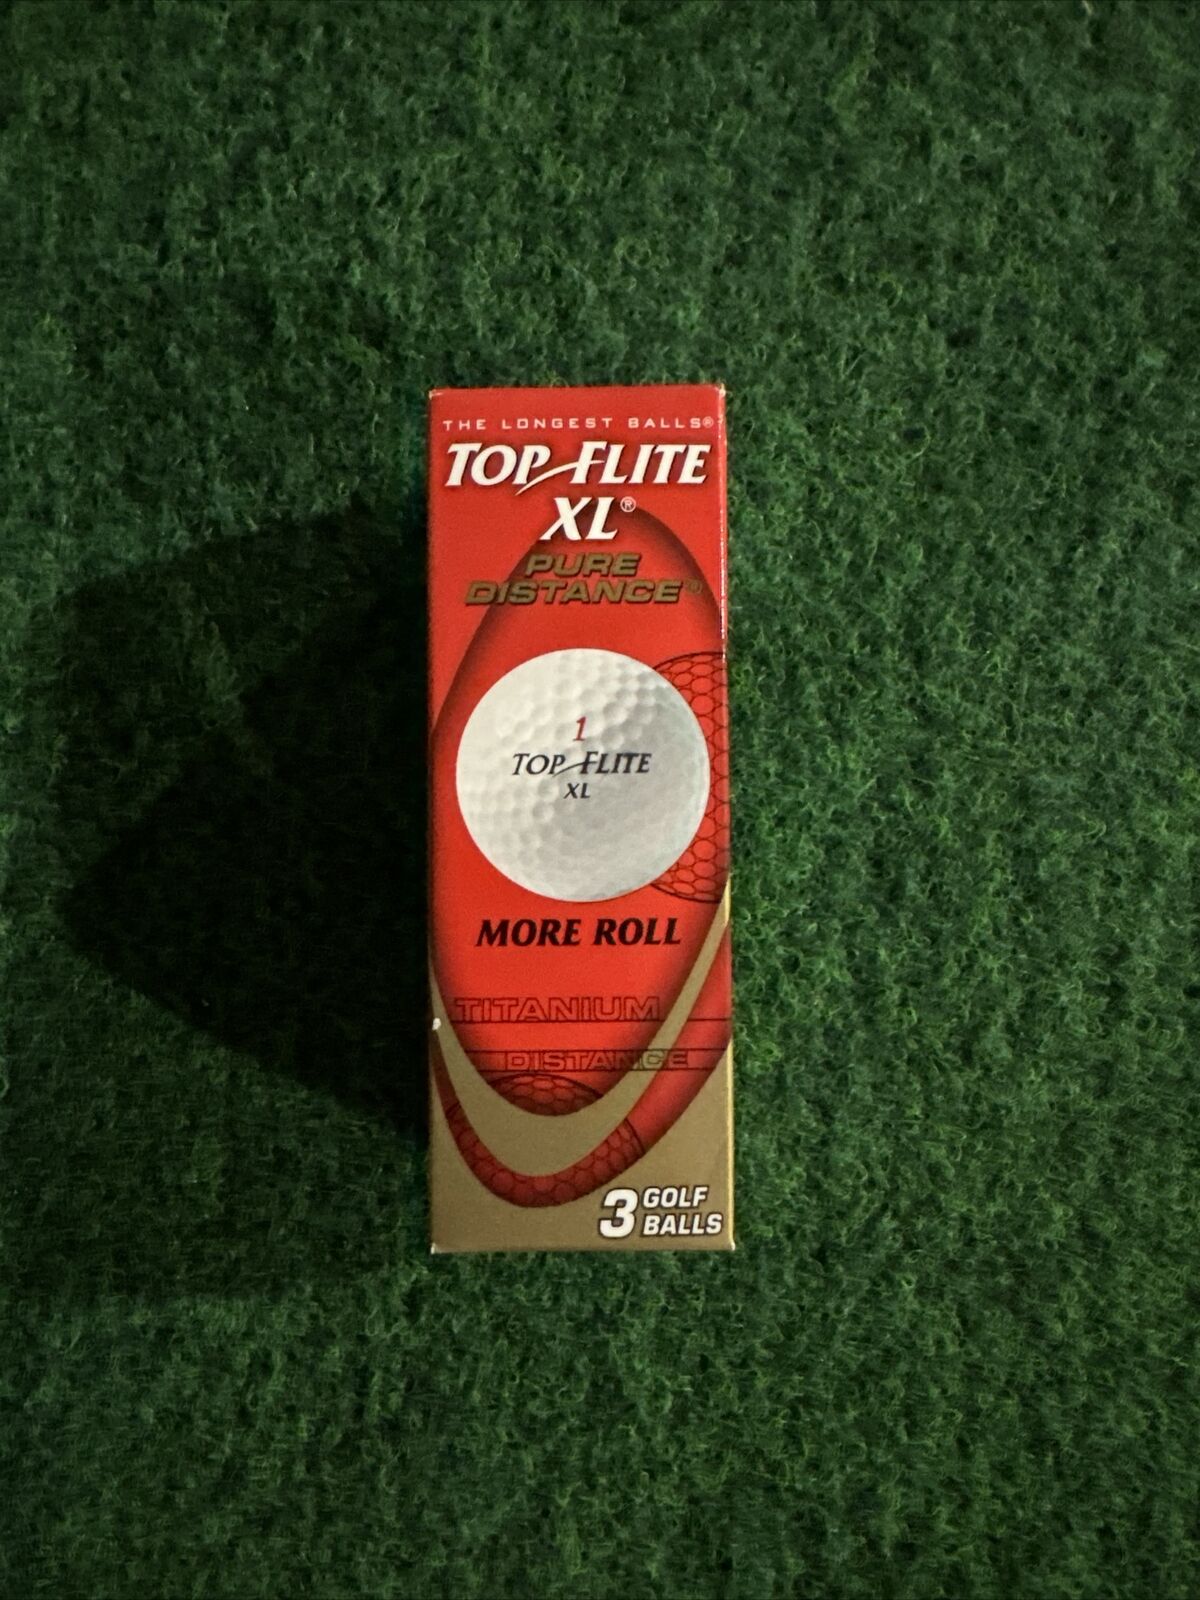 THE LONGEST BALLS®
TOP-FLITE
XL®
PURE
DISTANCE®
1
TOP-FLITE
XL
MORE ROLL
TITANIUM
DISTANCE
3 GOLF
BALLS